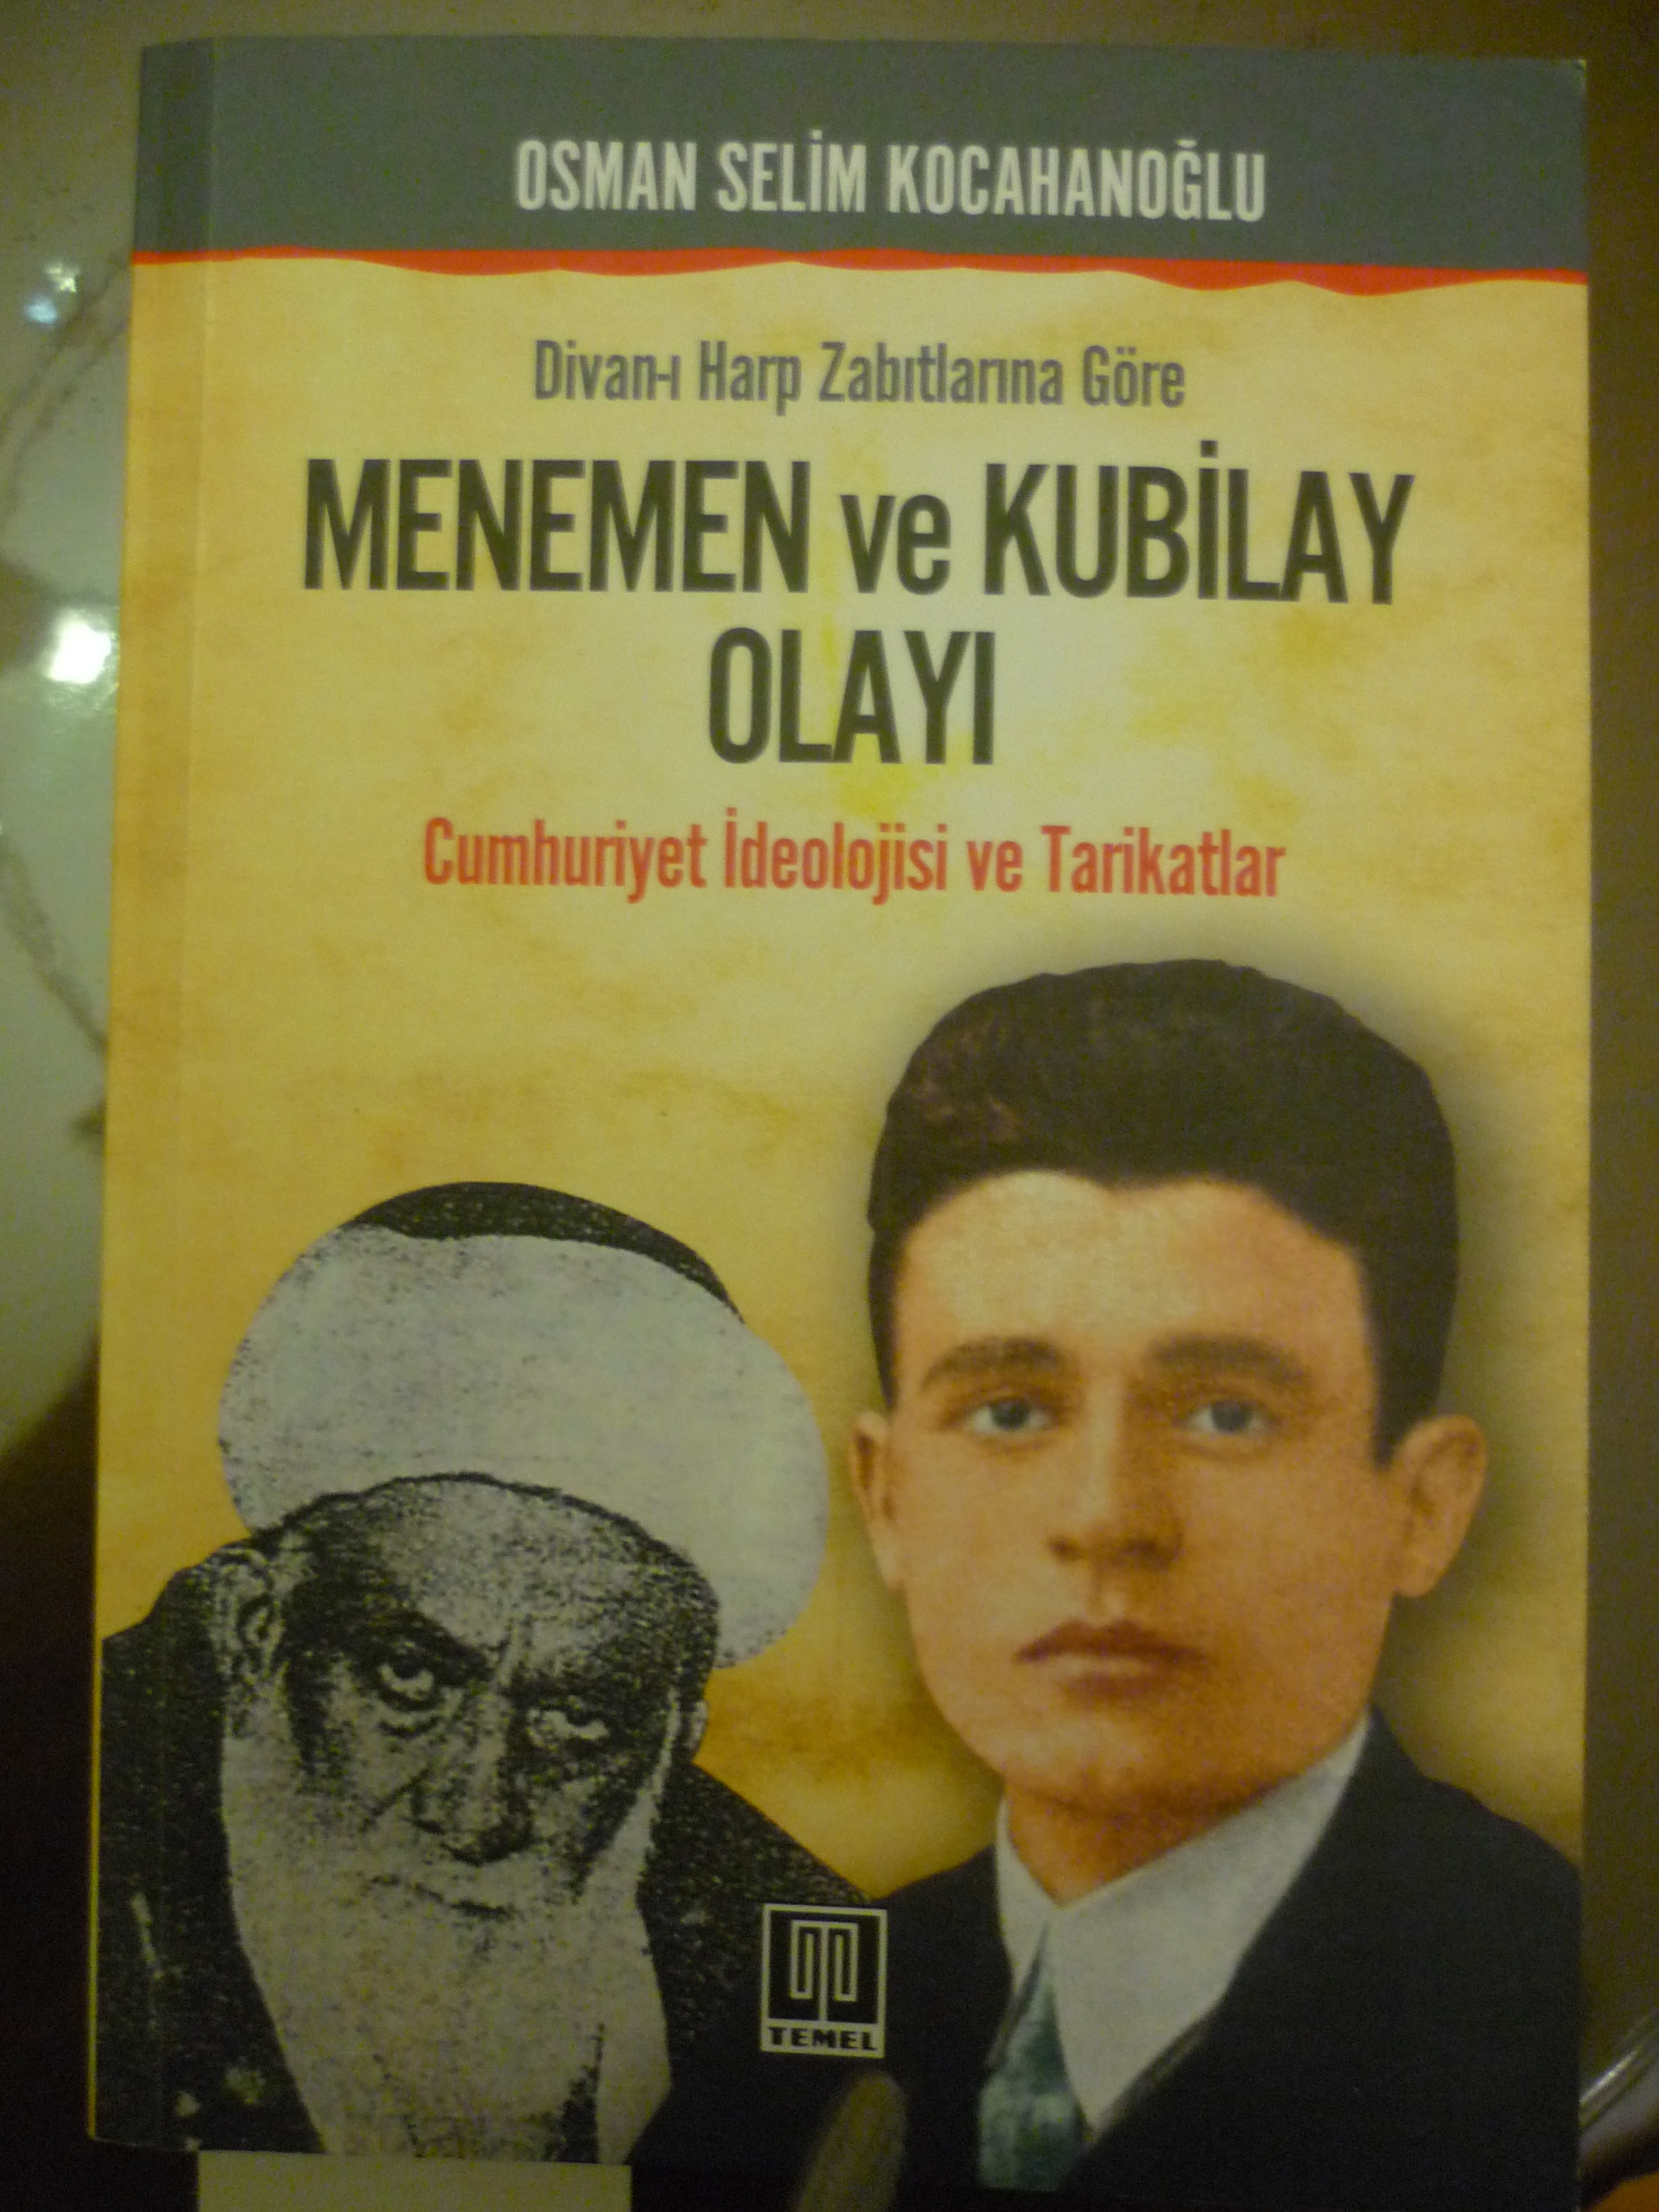 OSMAN SELİM KOCAHANOĞLU
Divan-ı Harp Zabıtlarına Göre
MENEMEN ve KUBİLAY
OLAYI
Cumhuriyet İdeolojisi ve Tarikatlar
TEMEL